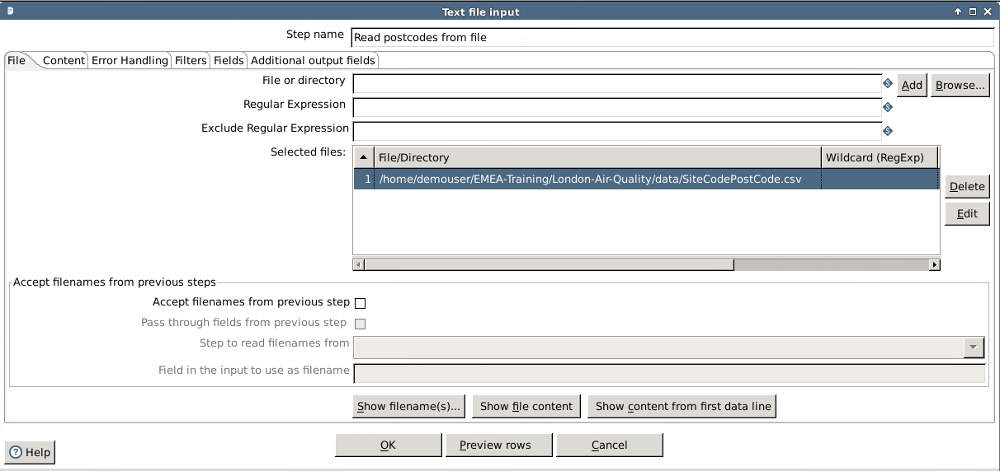 Text file input
Step name Read postcodes from file
File Content Error Handling Filters Fields Additional output fields
File or directory Add Browse...
Regular Expression
Exclude Regular Expression
Selected files:
File/Directory Wildcard (RegExp)
1 /home/demouser/EMEA-Training/London-Air-Quality/data/SiteCodePostCode.csv
Delete
Edit
Accept filenames from previous steps
Accept filenames from previous step
Pass through fields from previous step
Step to read filenames from
Field in the input to use as filename
Show filename(s)... Show file content Show content from first data line
Help OK Preview rows Cancel